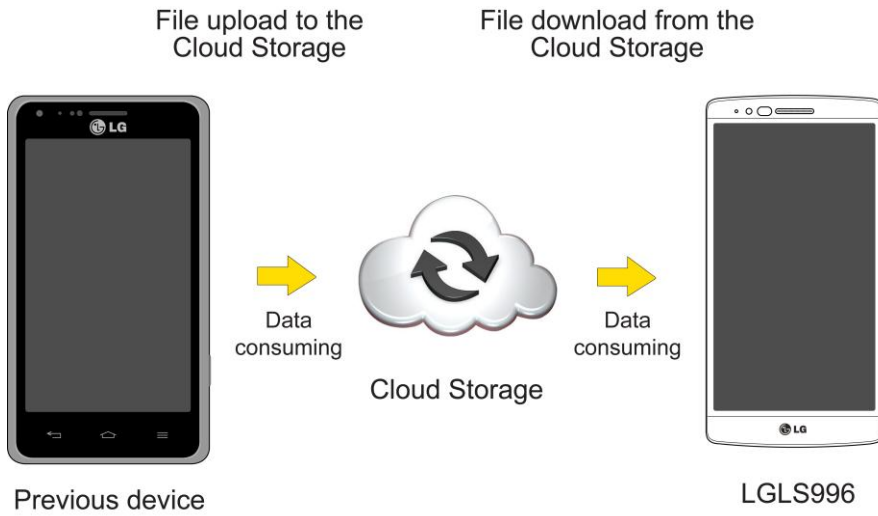 File upload to the
Cloud Storage
File download from the
Cloud Storage
LG
Data
consuming
Cloud Storage
Data
consuming
LG
Previous device
LGLS996